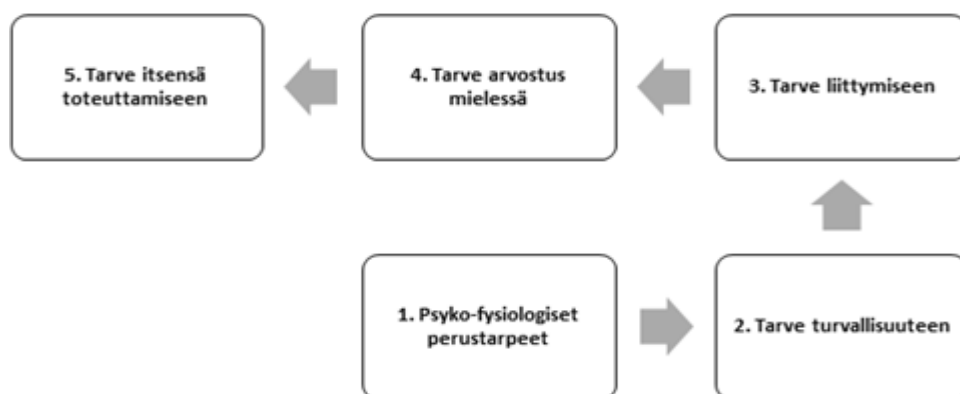 5. Tarve itsensä
toteuttamiseen
4. Tarve arvostus
mielessä
3. Tarve liittymiseen
1. Psyko-fysiologiset
perustarpeet
2. Tarve turvallisuuteen